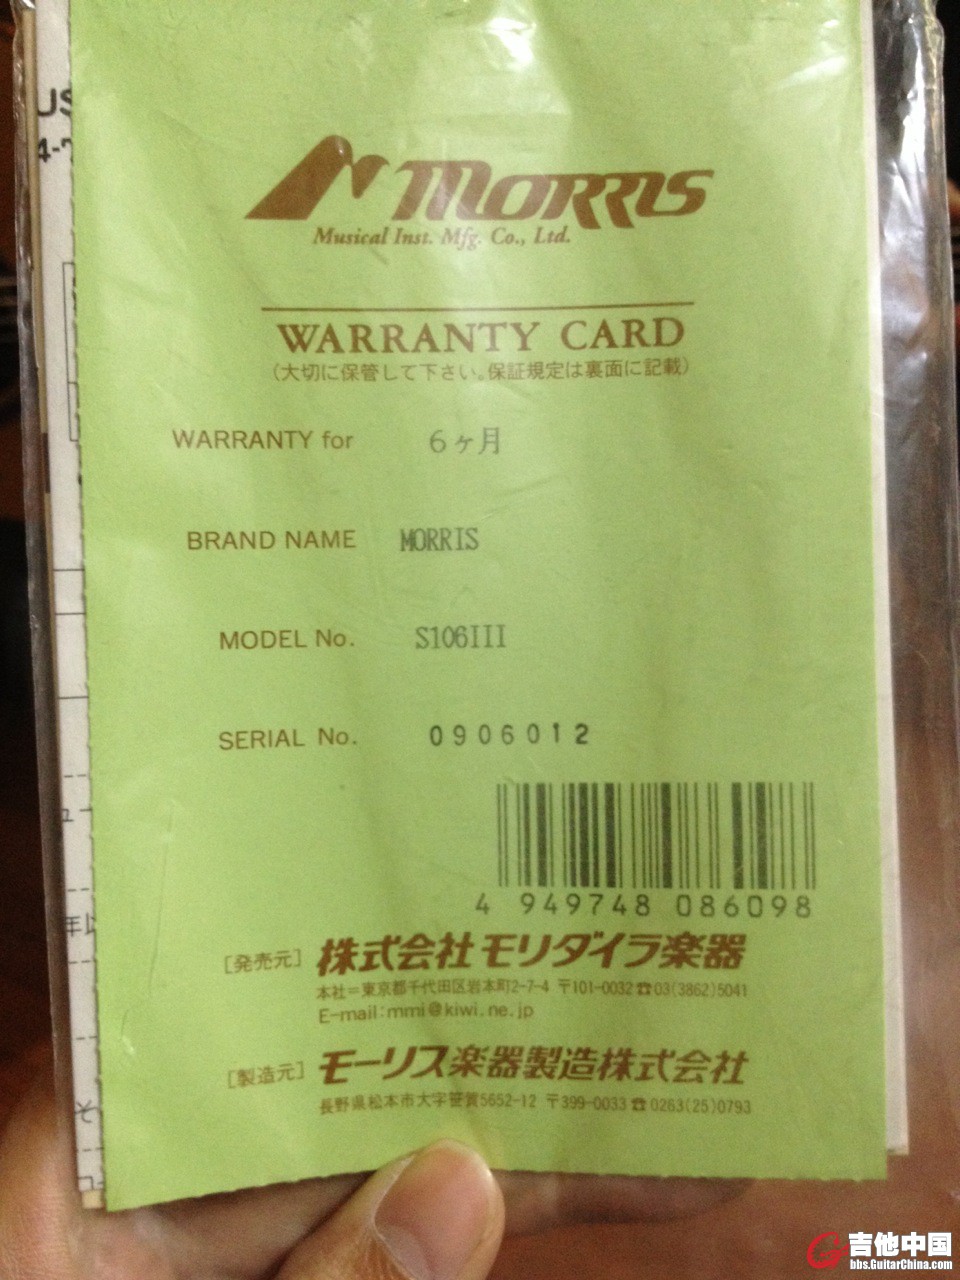 MORRIS
Musical Inst. Mfg. Co., Ltd.
WARRANTY CARD
(大切に保管して下さい。保証規定は裏面に記載)
WARRANTY for 6ヶ月
BRAND NAME MORRIS
MODEL No. S106III
SERIAL No. 0906012
4 949748 086098
[発売元] 株式会社モリダイラ楽器
本社=東京都千代田区岩本町2-7-4 〒101-0032☎03(3862)5041
E-mail:mmi@kiwi.ne.jp
[製造元] モーリス楽器製造株式会社
長野県松本市大字笹賀5652-12 〒399-0033☎0263(25)0793
吉他中国
bbs.GuitarChina.com